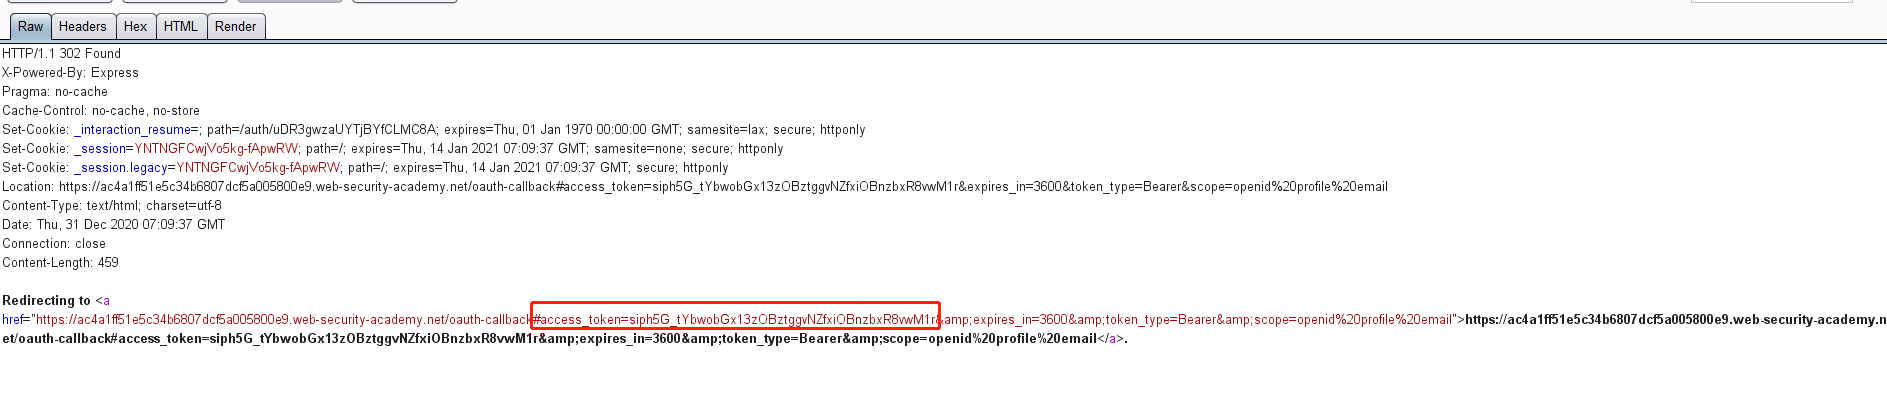 Raw Headers Hex HTML Render
HTTP/1.1 302 Found
X-Powered-By: Express
Pragma: no-cache
Cache-Control: no-cache, no-store
Set-Cookie: _interaction_resume=; path=/auth/uDR3gwzaUYTjBYfCLMC8A; expires=Thu, 01 Jan 1970 00:00:00 GMT; samesite=lax; secure; httponly
Set-Cookie: _session=YNTNGFCwjVo5kg-fApwRW; path=/; expires=Thu, 14 Jan 2021 07:09:37 GMT; samesite=none; secure; httponly
Set-Cookie: _session.legacy=YNTNGFCwjVo5kg-fApwRW; path=/; expires=Thu, 14 Jan 2021 07:09:37 GMT; secure; httponly
Location: https://ac4a1ff51e5c34b6807dcf5a005800e9.web-security-academy.net/oauth-callback#access_token=siph5G_tYbwobGx13zOBztggvNZfxiOBnzbxR8vwM1r&expires_in=3600&token_type=Bearer&scope=openid%20profile%20email
Content-Type: text/html; charset=utf-8
Date: Thu, 31 Dec 2020 07:09:37 GMT
Connection: close
Content-Length: 459
Redirecting to <a
href="https://ac4a1ff51e5c34b6807dcf5a005800e9.web-security-academy.net/oauth-callback#access_token=siph5G_tYbwobGx13zOBztggvNZfxiOBnzbxR8vwM1r&amp;expires_in=3600&amp;token_type=Bearer&amp;scope=openid%20profile%20email">https://ac4a1ff51e5c34b6807dcf5a005800e9.web-security-academy.n
et/oauth-callback#access_token=siph5G_tYbwobGx13zOBztggvNZfxiOBnzbxR8vwM1r&amp;expires_in=3600&amp;token_type=Bearer&amp;scope=openid%20profile%20email</a>.